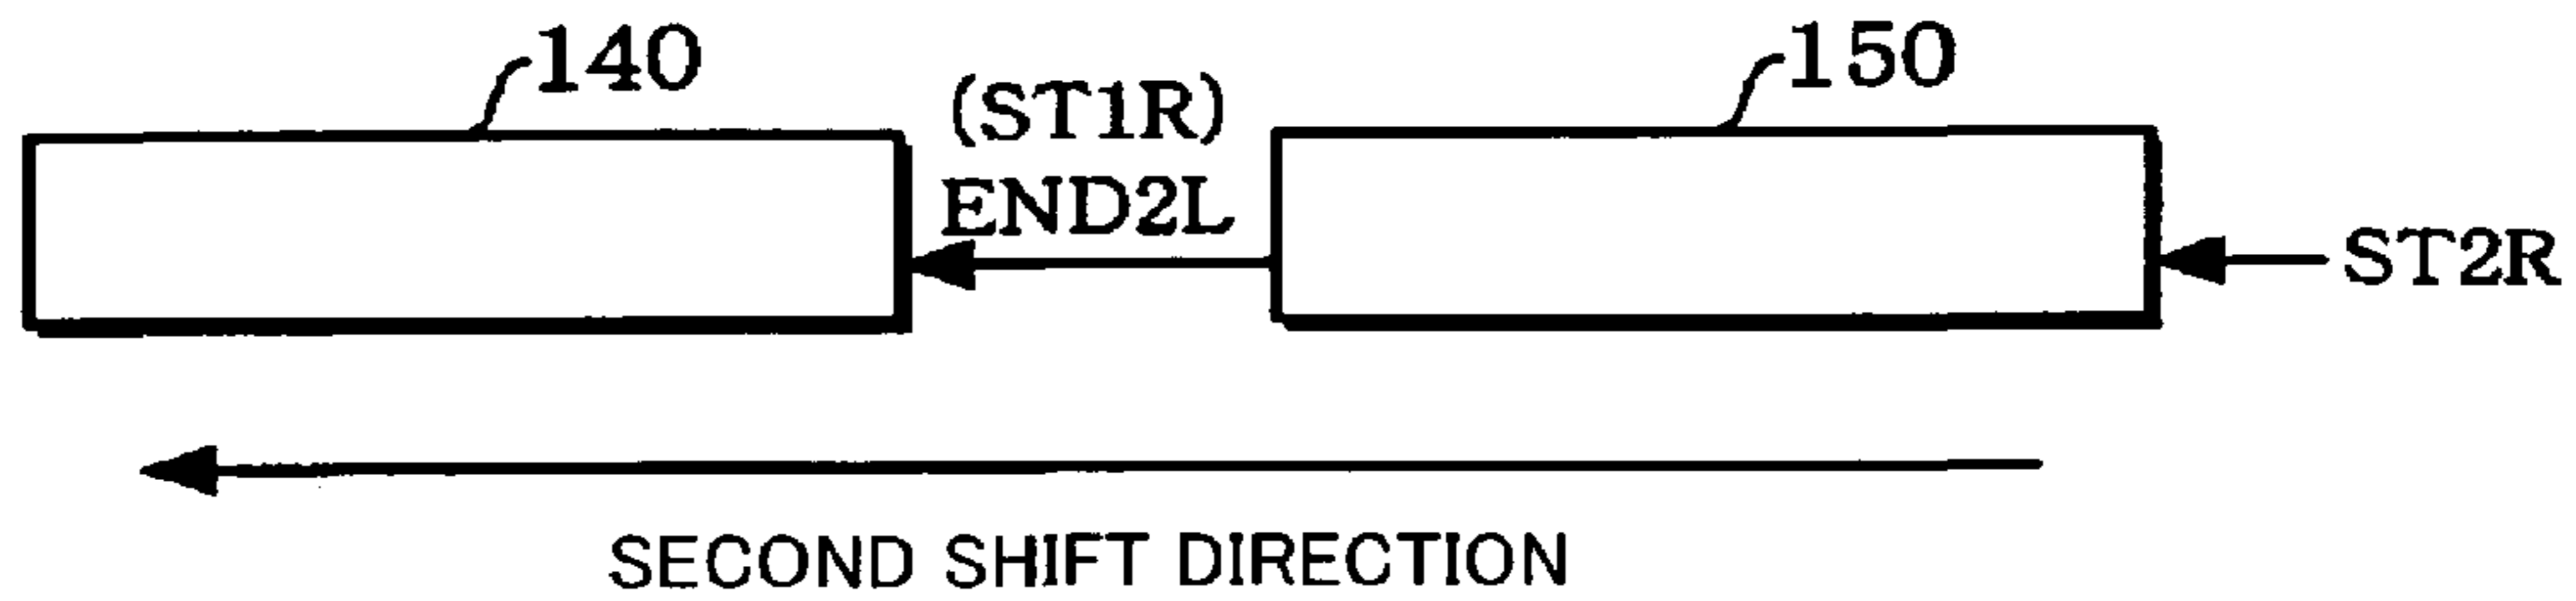 140
150
(ST1R)
END2L
ST2R
SECOND SHIFT DIRECTION